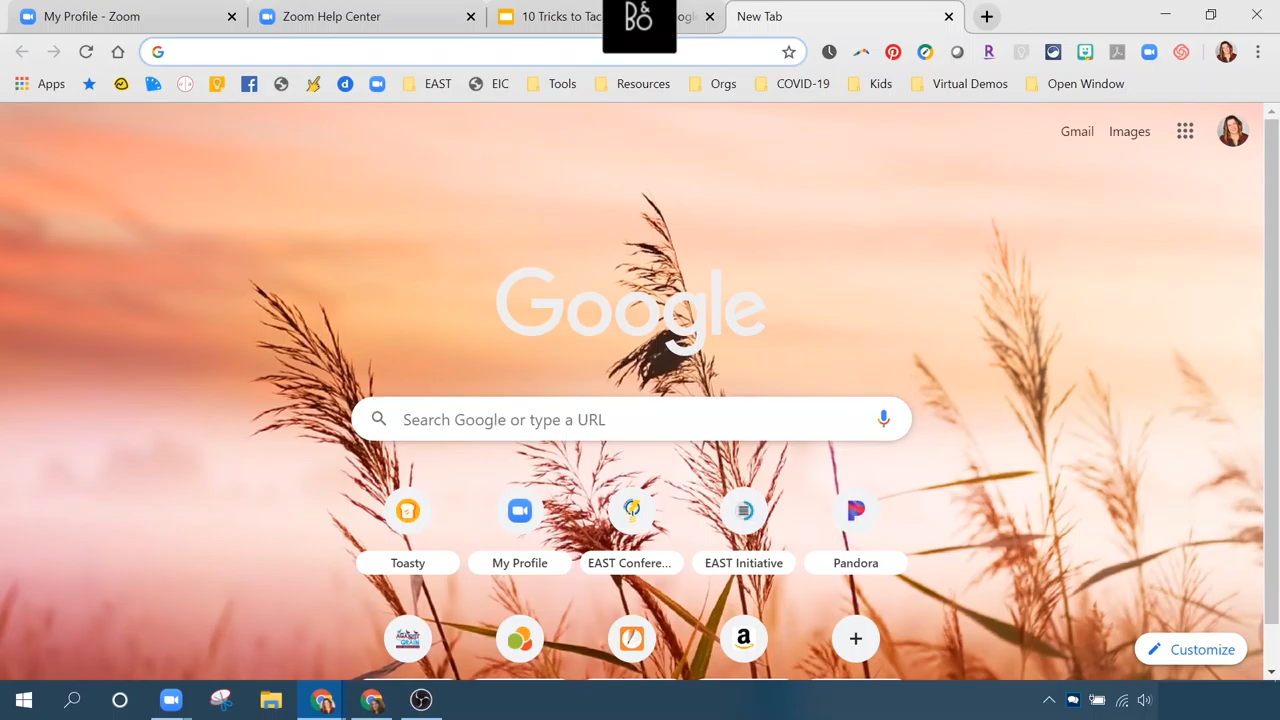 My Profile - Zoom
Zoom Help Center
10 Tricks to Tac
B&
BO
New Tab
Apps
EAST
EIC
Tools
Resources
Orgs
COVID-19
Kids
Virtual Demos
Open Window
Gmail
Images
Google
Search Google or type a URL
Toasty
My Profile
EAST Confere...
EAST Initiative
Pandora
Customize